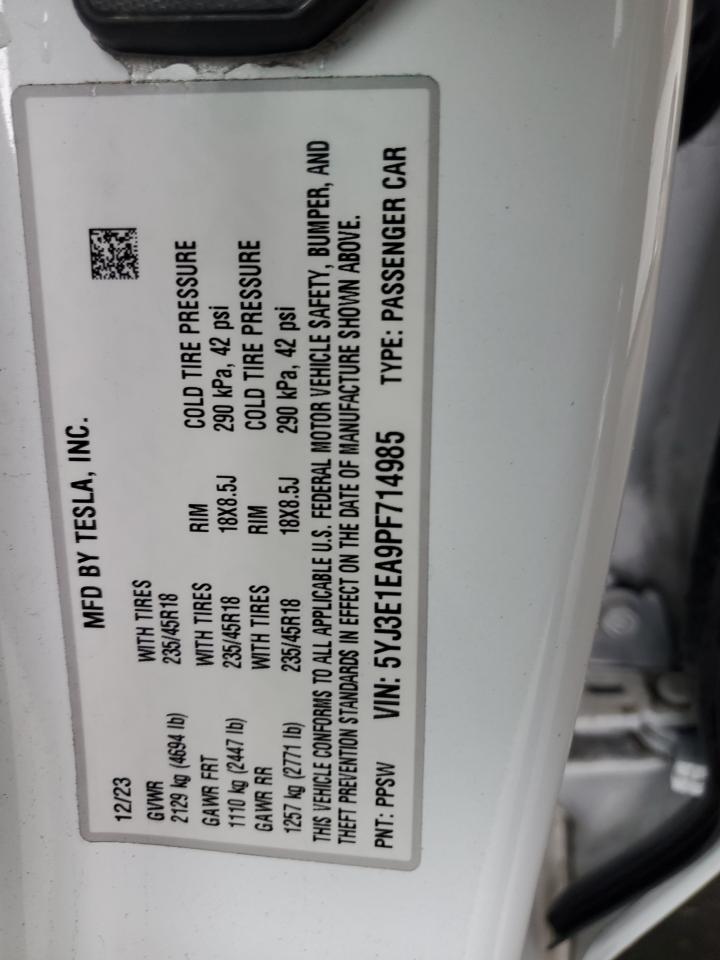 MFD BY TESLA, INC.
12/23
GVWR WITH TIRES
2129 kg (4694 lb) 235/45R18
GAWR FRT WITH TIRES RIM COLD TIRE PRESSURE
1110 kg (2447 lb) 235/45R18 18X8.5J 290 kPa, 42 psi
GAWR RR WITH TIRES RIM COLD TIRE PRESSURE
1257 kg (2771 lb) 235/45R18 18X8.5J 290 kPa, 42 psi
THIS VEHICLE CONFORMS TO ALL APPLICABLE U.S. FEDERAL MOTOR VEHICLE SAFETY, BUMPER, AND
THEFT PREVENTION STANDARDS IN EFFECT ON THE DATE OF MANUFACTURE SHOWN ABOVE.
PNT: PPSW VIN: 5YJ3E1EA9PF714985 TYPE: PASSENGER CAR